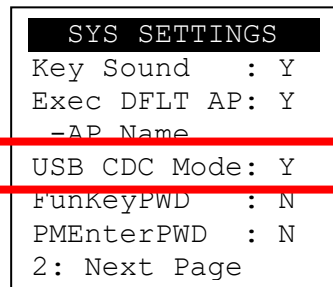 SYS SETTINGS
Key Sound : Y
Exec DFLT AP: Y
-AP Name
USB CDC Mode: Y
FunKeyPWD : N
PMEnterPWD : N
2: Next Page